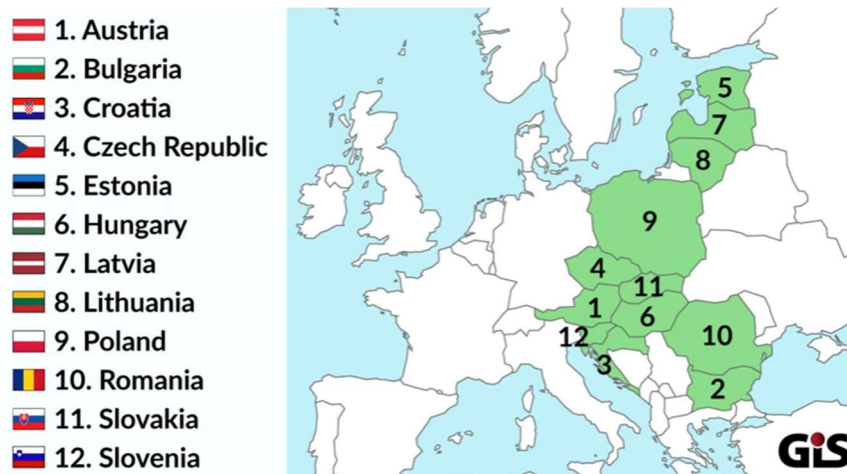 1. Austria
2. Bulgaria
3. Croatia
4. Czech Republic
5. Estonia
6. Hungary
7. Latvia
8. Lithuania
9. Poland
10. Romania
11. Slovakia
12. Slovenia
5
7
8
9
4
11
1
6
12
10
3
2
GIS